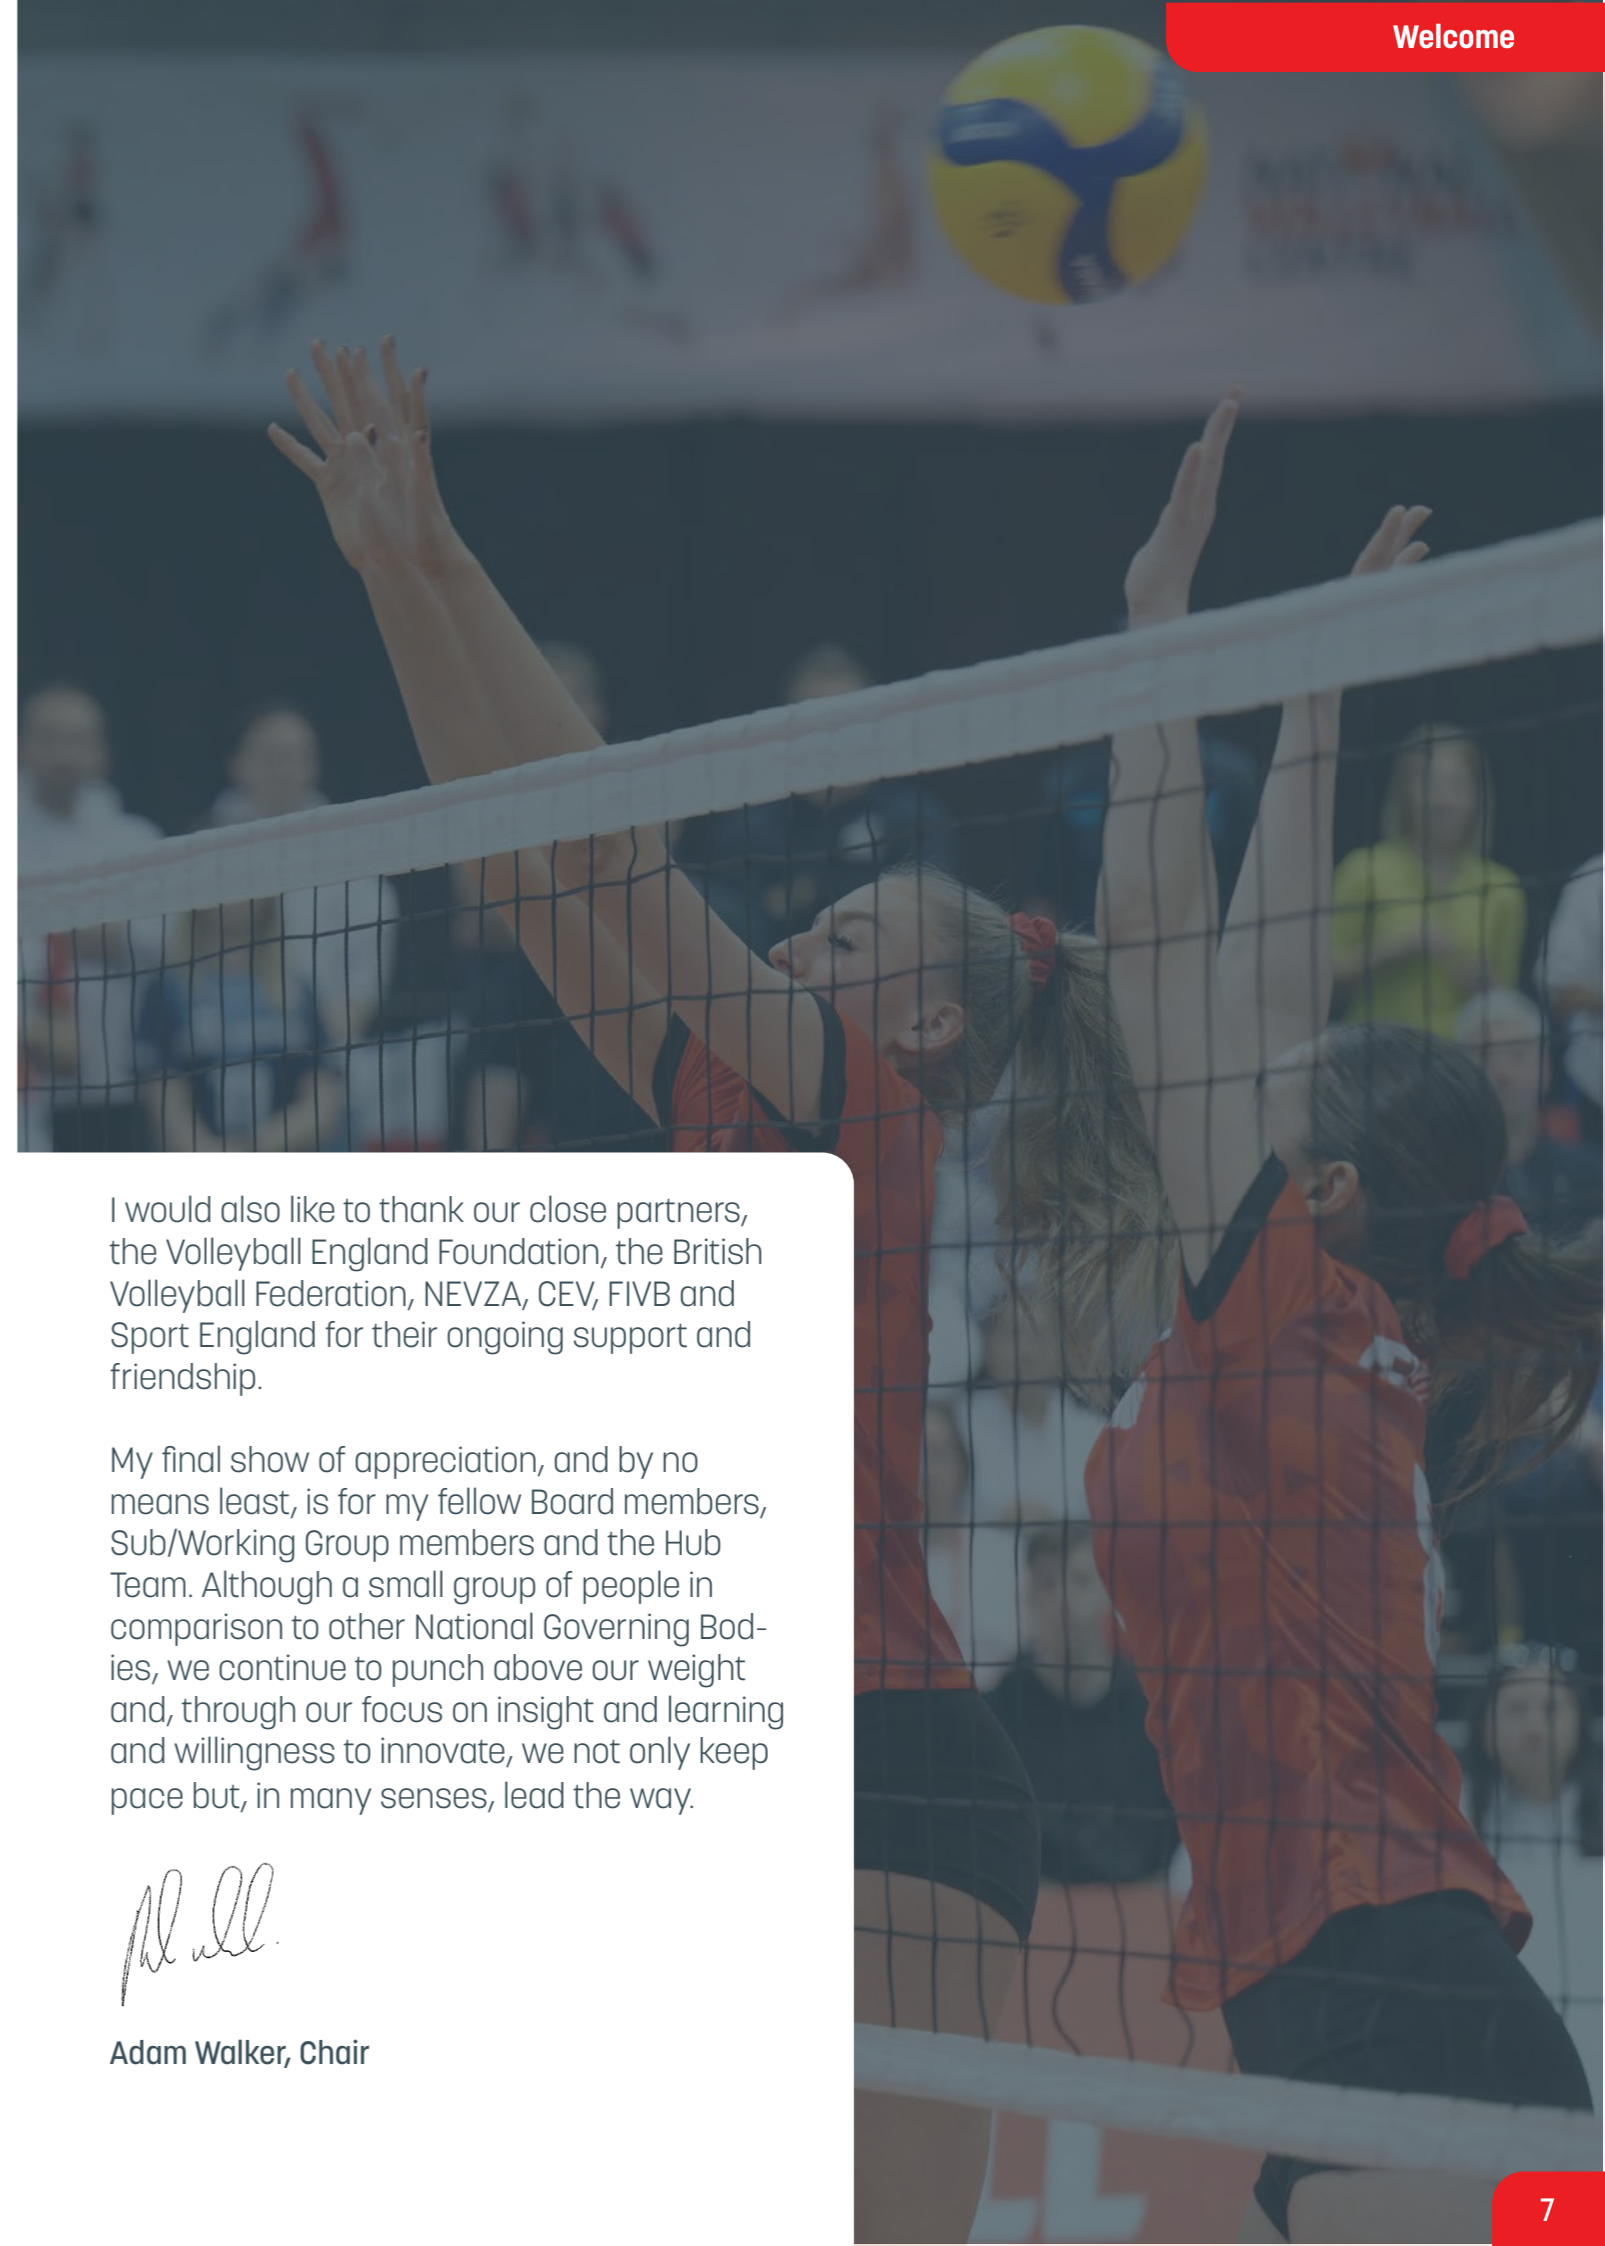 Welcome
I would also like to thank our close partners,
the Volleyball England Foundation, the British
Volleyball Federation, NEVZA, CEV, FIVB and
Sport England for their ongoing support and
friendship.
My final show of appreciation, and by no
means least, is for my fellow Board members,
Sub/Working Group members and the Hub
Team. Although a small group of people in
comparison to other National Governing Bod-
ies, we continue to punch above our weight
and, through our focus on insight and learning
and willingness to innovate, we not only keep
pace but, in many senses, lead the way.
Adam Walker, Chair
7